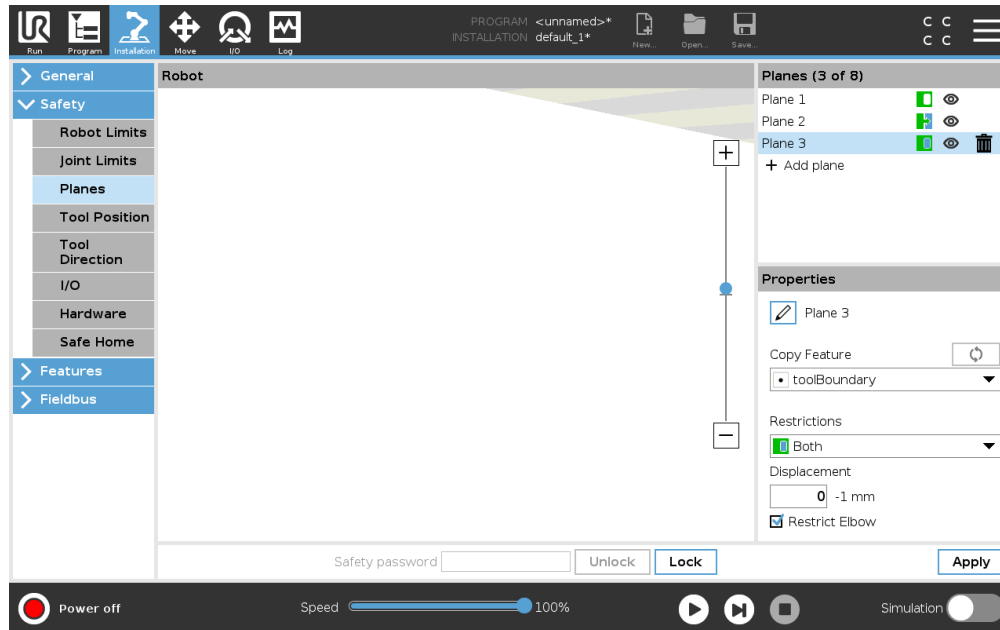 PROGRAM <unnamed>*
INSTALLATION default_1*
Run
Program
Installation
Move
I/O
Log
New...
Open...
Save...
C C
C C
General
Safety
Robot Limits
Joint Limits
Planes
Tool Position
Tool
Direction
I/O
Hardware
Safe Home
Features
Fieldbus
Robot
Planes (3 of 8)
Plane 1
Plane 2
Plane 3
+ Add plane
Properties
Plane 3
Copy Feature
toolBoundary
Restrictions
Both
Displacement
0 -1 mm
Restrict Elbow
Safety password
Unlock
Lock
Apply
Power off
Speed
100%
Simulation